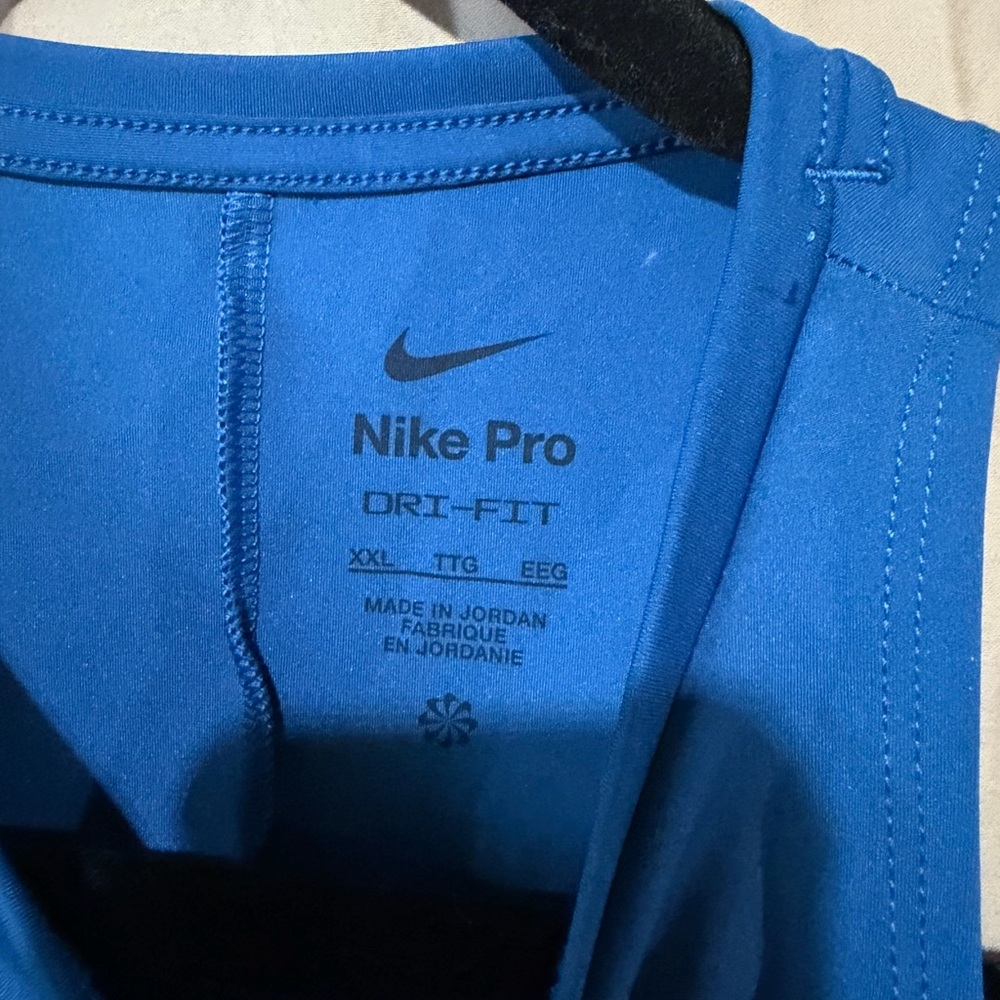 Nike Pro
DRI-FIT
XXL TTG EEG
MADE IN JORDAN
FABRIQUE
EN JORDANIE